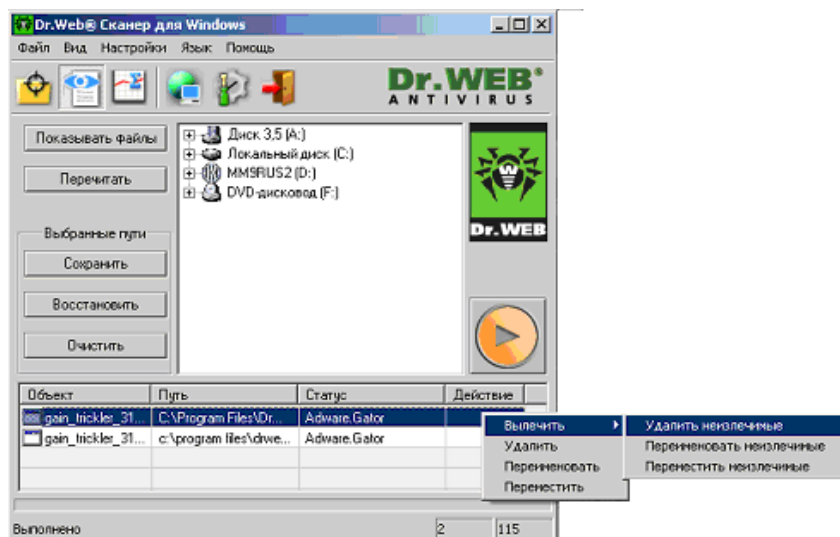 Dr.Web® Сканер для Windows
Файл Вид Настройки Язык Помощь
Dr.WEB®
ANTIVIRUS
Показывать файлы
Перечитать
Выбранные пути
Сохранить
Восстановить
Очистить
Диск 3,5 (A:)
Локальный диск (C:)
MMSRUS2 (D:)
DVD-дисковод (F:)
Dr.WEB
Объект Путь Статус Действие
gain_trickler_31... C:\Program Files\Dr... Adware.Gator
gain_trickler_31... c:\program files\drwe... Adware.Gator
Вылечить
Удалить
Переименовать
Переместить
Удалить неизлечимые
Переименовать неизлечимые
Переместить неизлечимые
Выполнено 2 115